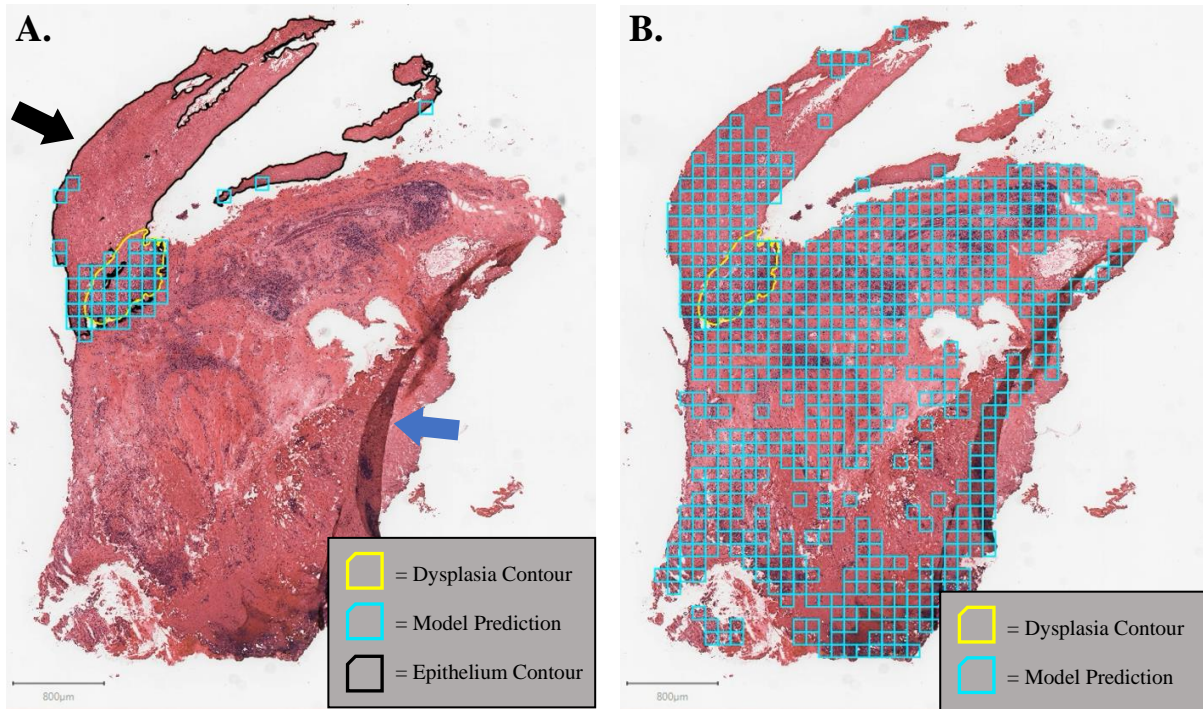 A.
B.
= Dysplasia Contour
= Model Prediction
= Epithelium Contour
800µm
= Dysplasia Contour
= Model Prediction
800µm